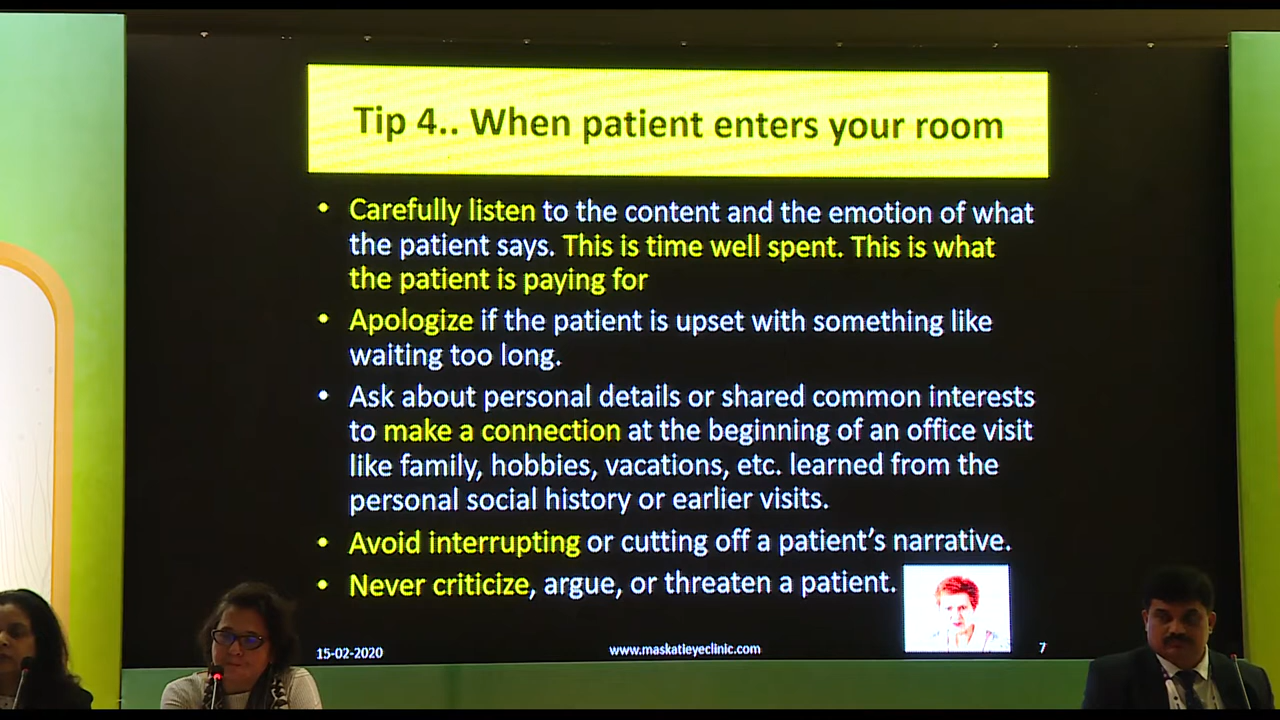 Tip 4.. When patient enters your room
• Carefully listen to the content and the emotion of what
the patient says. This is time well spent. This is what
the patient is paying for
• Apologize if the patient is upset with something like
waiting too long.
• Ask about personal details or shared common interests
to make a connection at the beginning of an office visit
like family, hobbies, vacations, etc. learned from the
personal social history or earlier visits.
• Avoid interrupting or cutting off a patient’s narrative.
• Never criticize, argue, or threaten a patient.
15-02-2020
www.maskatieyeclinic.com
7